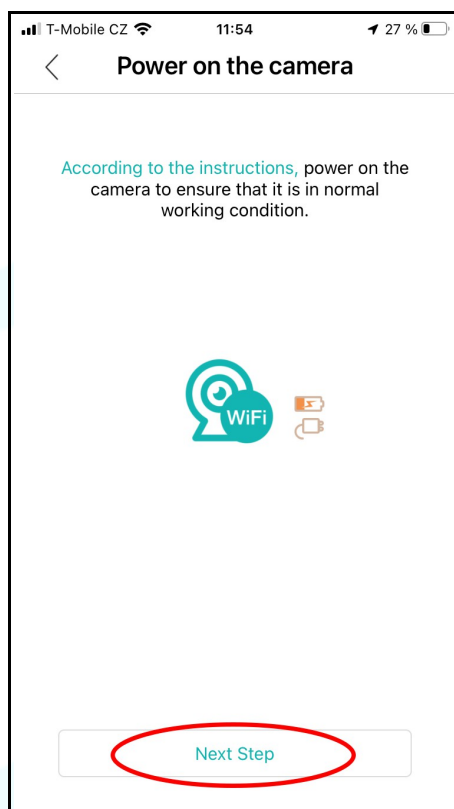 T-Mobile CZ 11:54 27 %
Power on the camera
According to the instructions, power on the
camera to ensure that it is in normal
working condition.
WiFi
Next Step